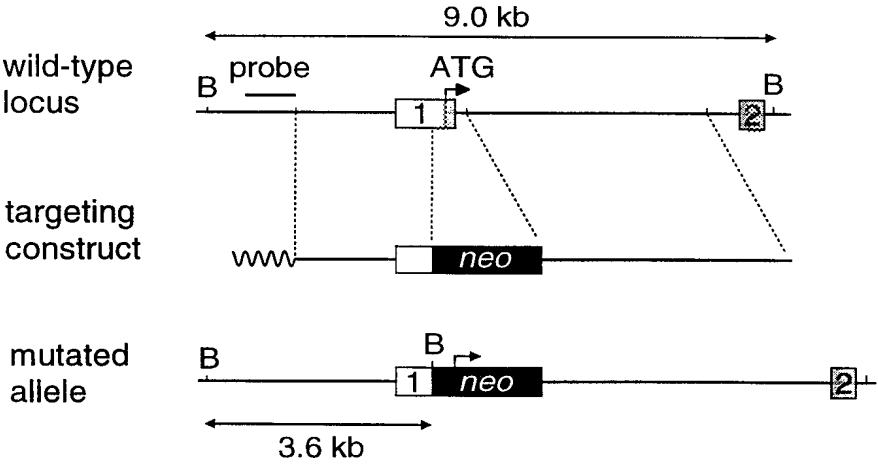 9.0 kb
wild-type
locus
B
probe
ATG
B
1
2
targeting
construct
neo
mutated
allele
B
B
1
neo
2
3.6 kb